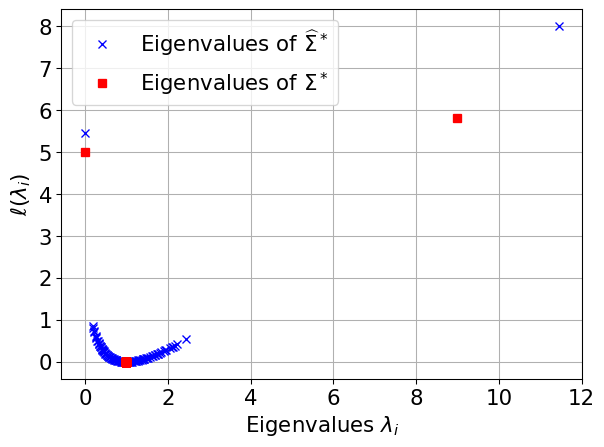 Eigenvalues of Σ̂*
Eigenvalues of Σ*
8
7
6
5
4
3
2
1
0
ℓ(λᵢ)
0 2 4 6 8 10 12
Eigenvalues λᵢ